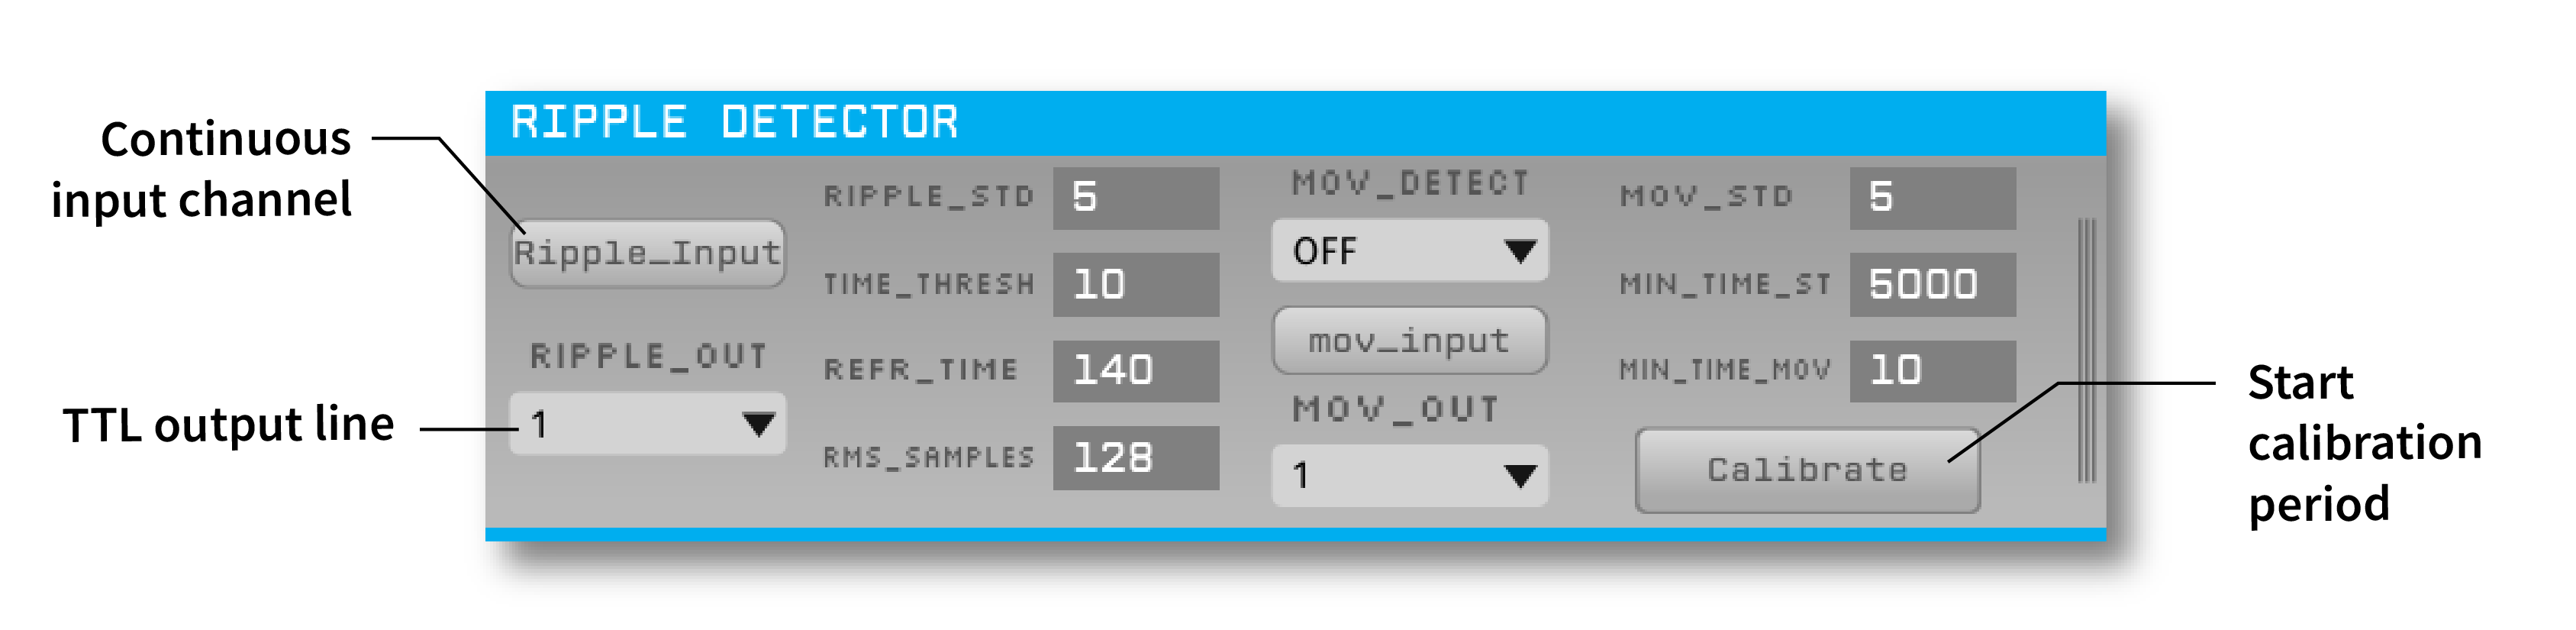 Continuous
input channel
TTL output line
RIPPLE DETECTOR
Ripple_Input
RIPPLE_OUT
1
RIPPLE_STD 5
TIME_THRESH 10
REFR_TIME 140
RMS_SAMPLES 128
MOV_DETECT
OFF
mov_input
MOV_OUT
1
MOV_STD 5
MIN_TIME_ST 5000
MIN_TIME_MOV 10
Calibrate
Start
calibration
period